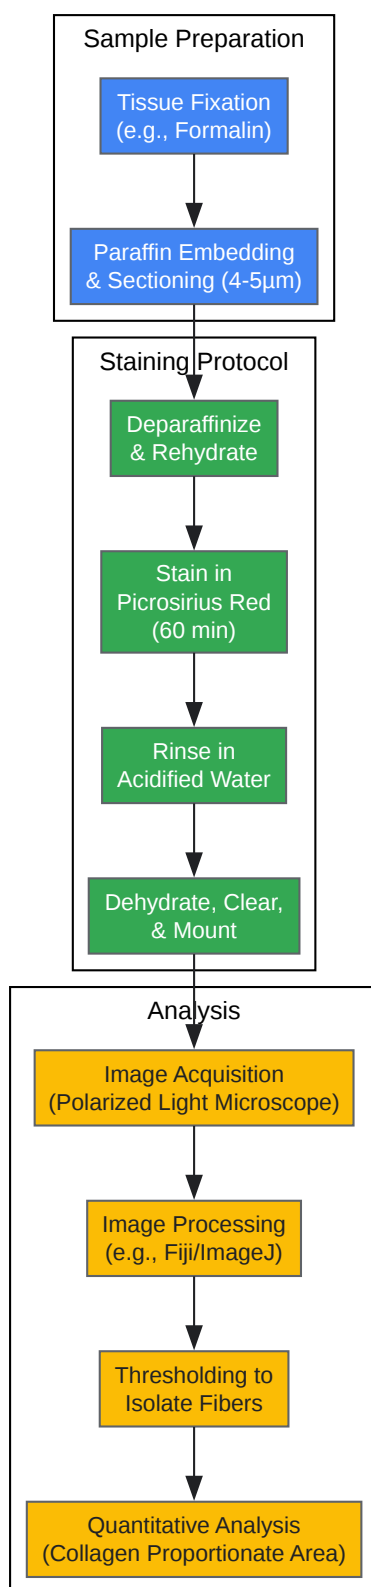 Sample Preparation
Tissue Fixation
(e.g., Formalin)
Paraffin Embedding
& Sectioning (4-5µm)
Staining Protocol
Deparaffinize
& Rehydrate
Stain in
Picrosirius Red
(60 min)
Rinse in
Acidified Water
Dehydrate, Clear,
& Mount
Analysis
Image Acquisition
(Polarized Light Microscope)
Image Processing
(e.g., Fiji/ImageJ)
Thresholding to
Isolate Fibers
Quantitative Analysis
(Collagen Proportionate Area)